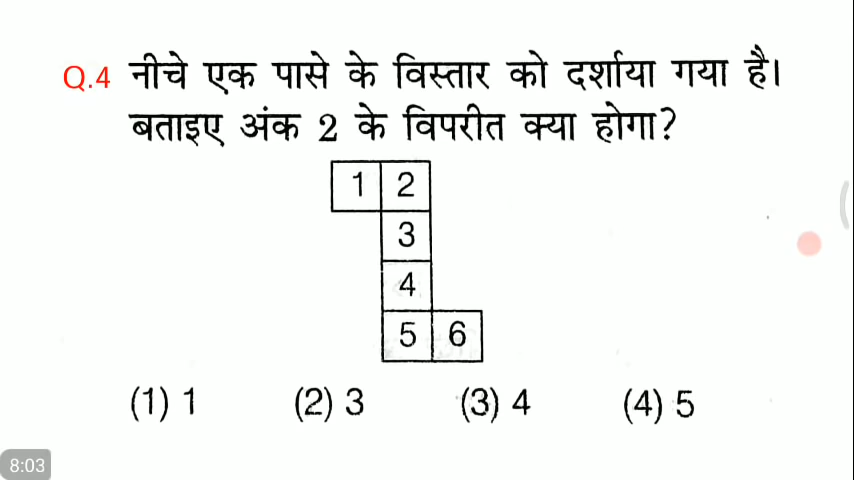 Q.4 नीचे एक पासे के विस्तार को दर्शाया गया है।
बताइए अंक 2 के विपरीत क्या होगा?
1 2
3
4
5 6
(1) 1 (2) 3 (3) 4 (4) 5
8:03